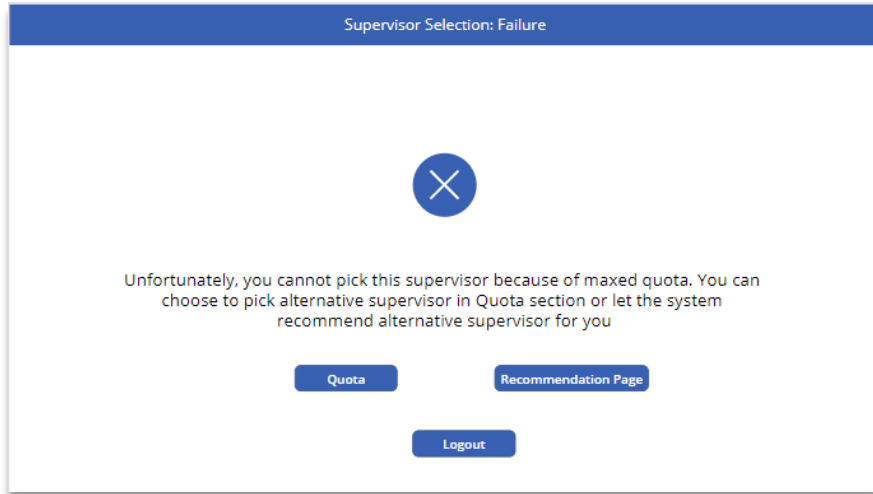 Supervisor Selection: Failure
Unfortunately, you cannot pick this supervisor because of maxed quota. You can
choose to pick alternative supervisor in Quota section or let the system
recommend alternative supervisor for you
Quota
Recommendation Page
Logout